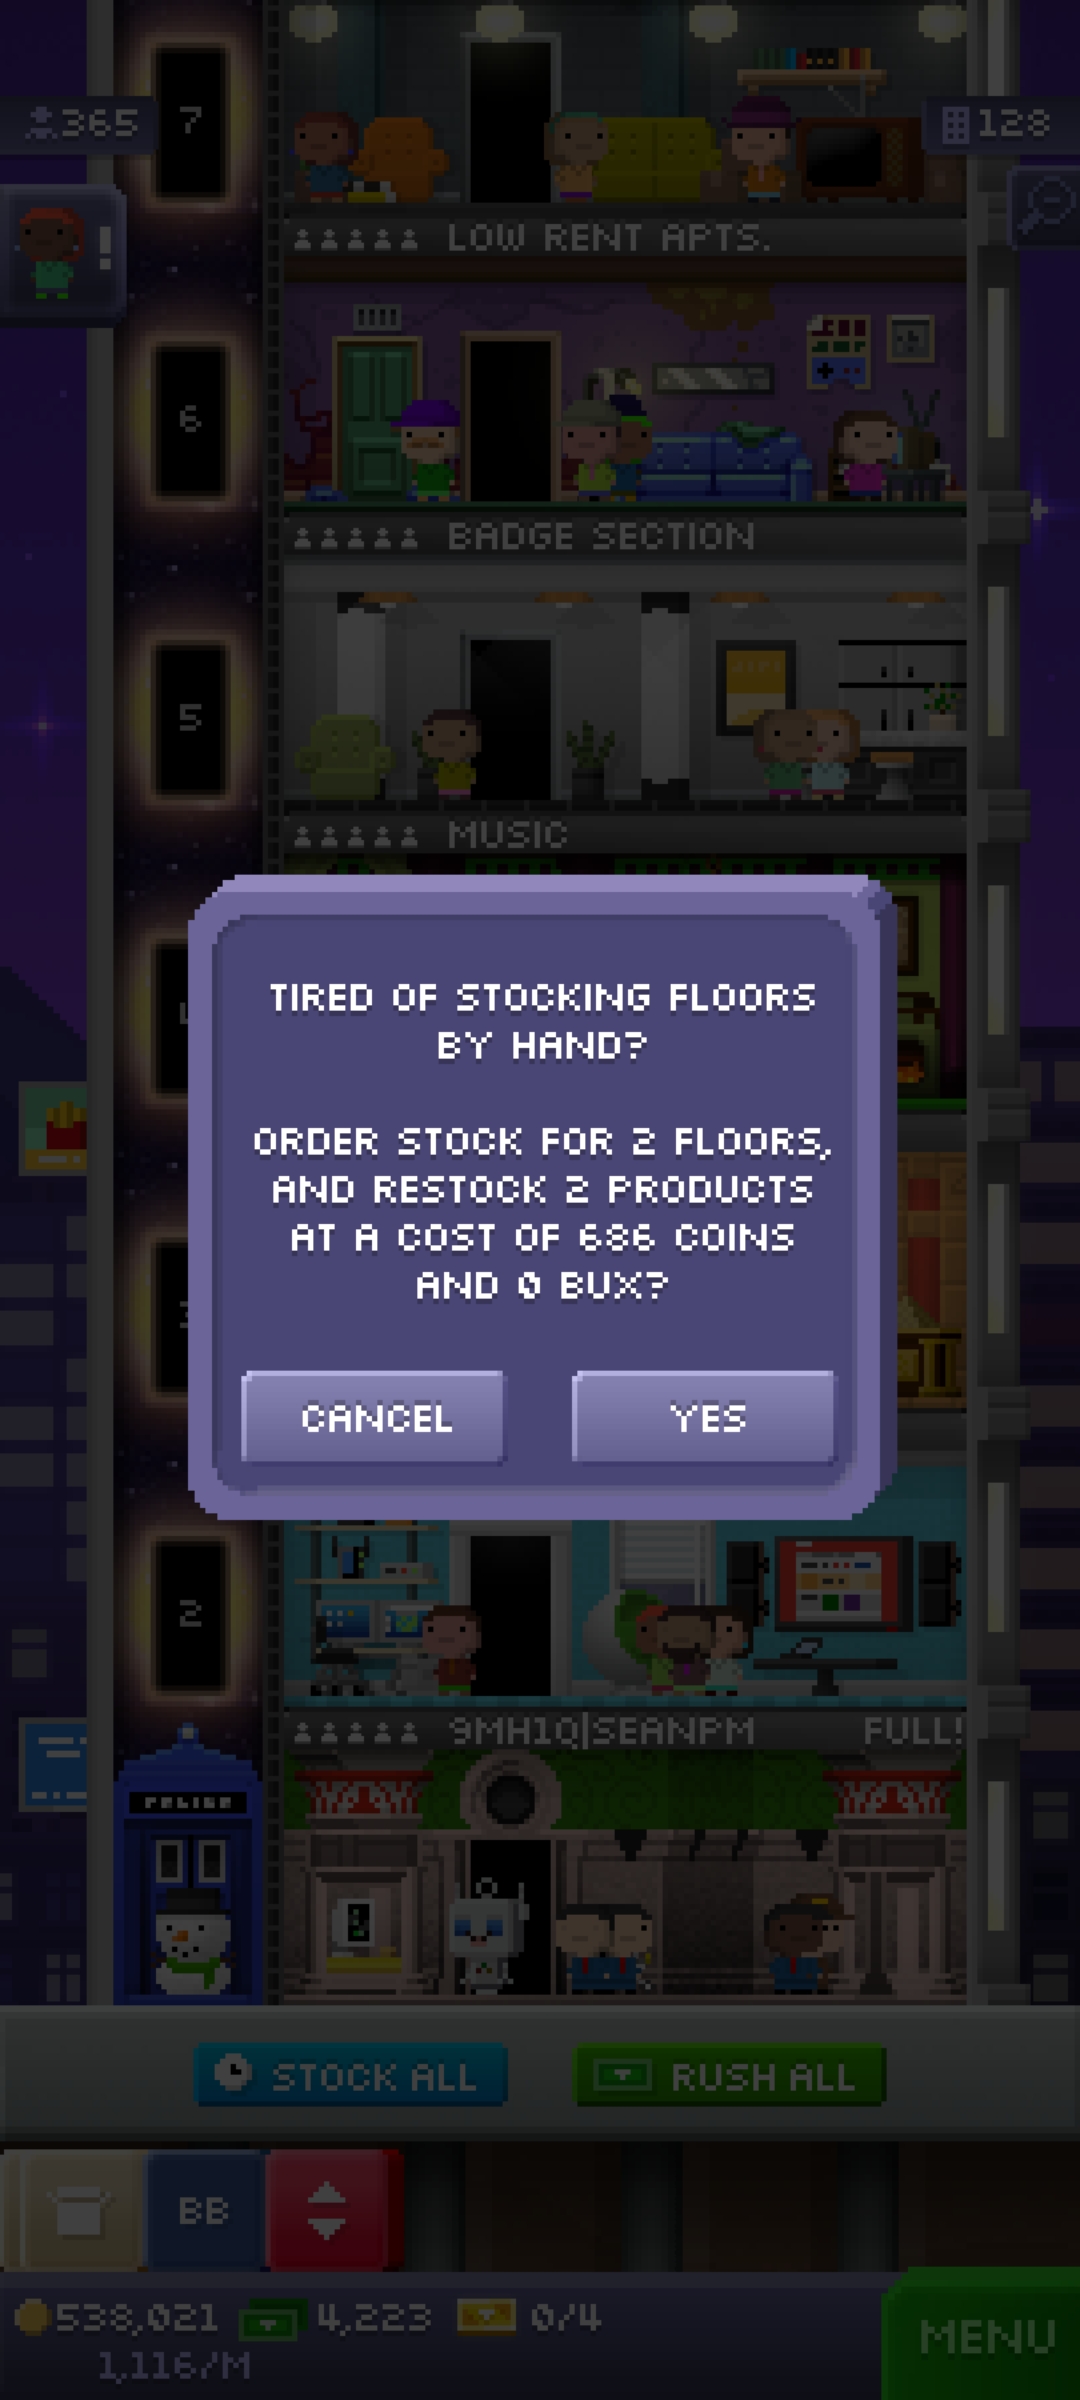 365
7
128
!
LOW RENT APTS.
6
BADGE SECTION
5
MUSIC
TIRED OF STOCKING FLOORS
BY HAND?
ORDER STOCK FOR 2 FLOORS,
AND RESTOCK 2 PRODUCTS
AT A COST OF 686 COINS
AND 0 BUX?
CANCEL
YES
2
9MH1Q|SEANPM
FULL!
POLICE
STOCK ALL
RUSH ALL
BB
538,021
4,223
0/4
1,116/M
MENU